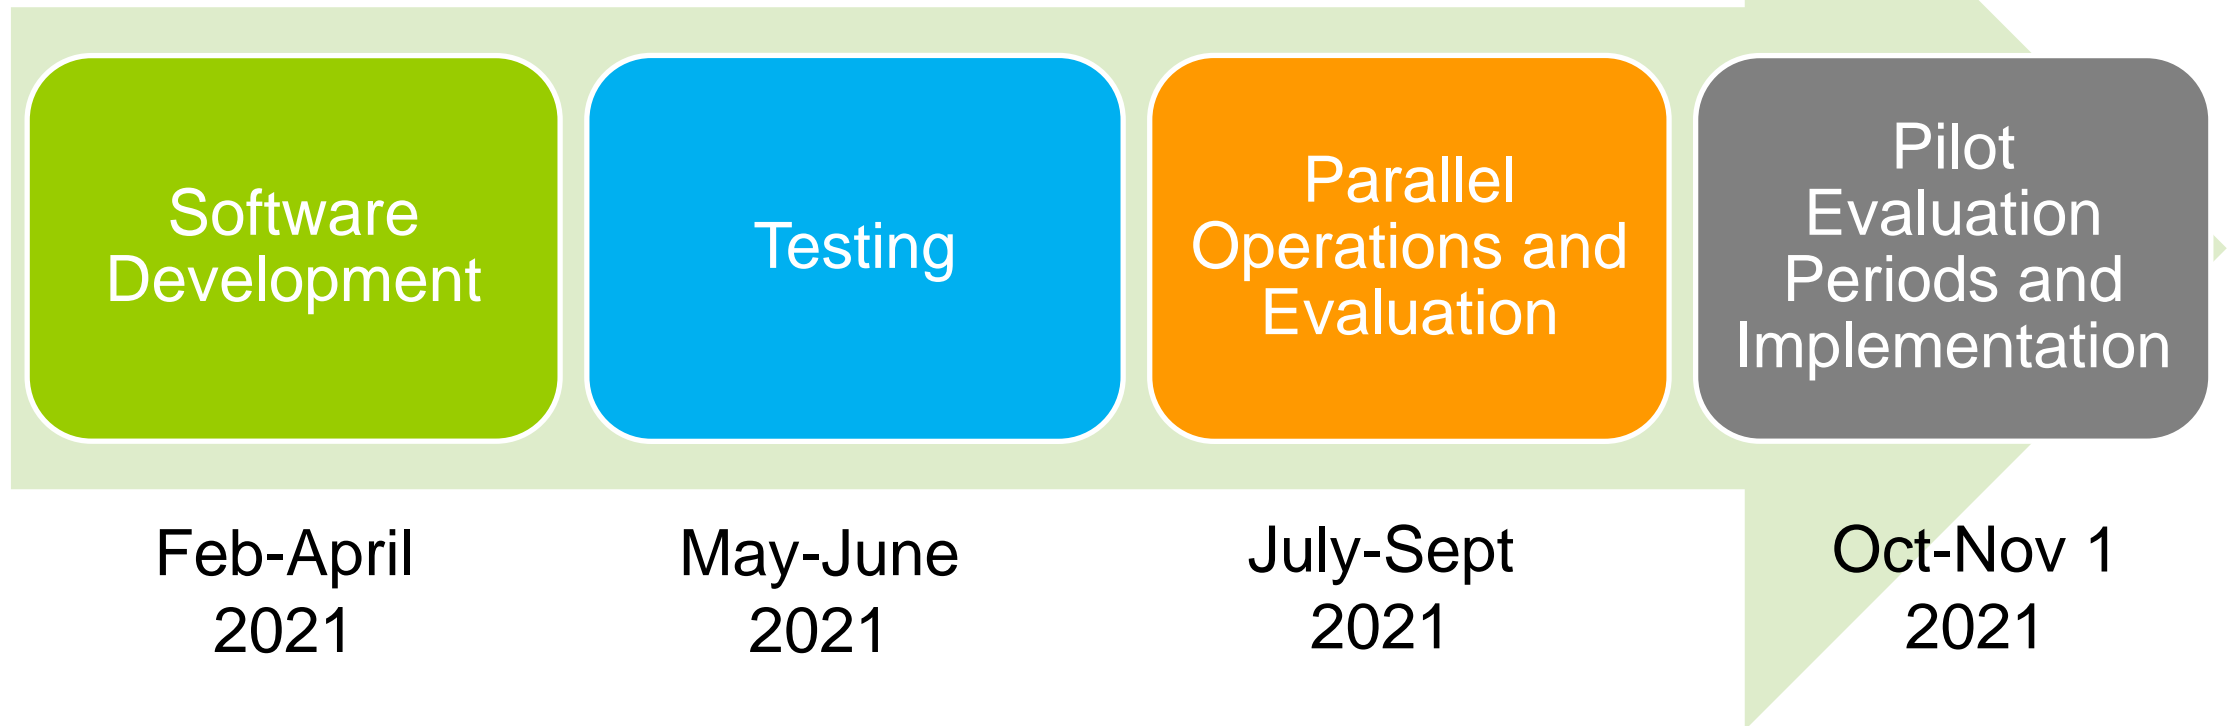 Software
Development
Testing
Parallel
Operations and
Evaluation
Pilot
Evaluation
Periods and
Implementation
Feb-April
2021
May-June
2021
July-Sept
2021
Oct-Nov 1
2021